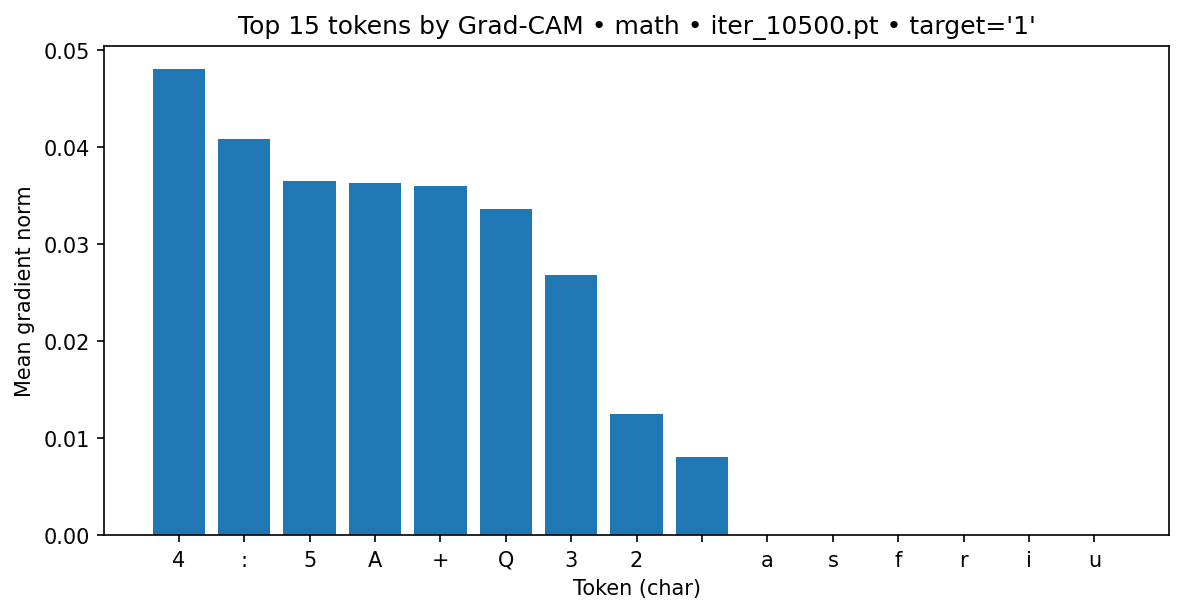 Top 15 tokens by Grad-CAM • math • iter_10500.pt • target='1'
0.05
0.04
0.03
0.02
0.01
0.00
Mean gradient norm
4 : 5 A + Q 3 2 a s f r i u
Token (char)